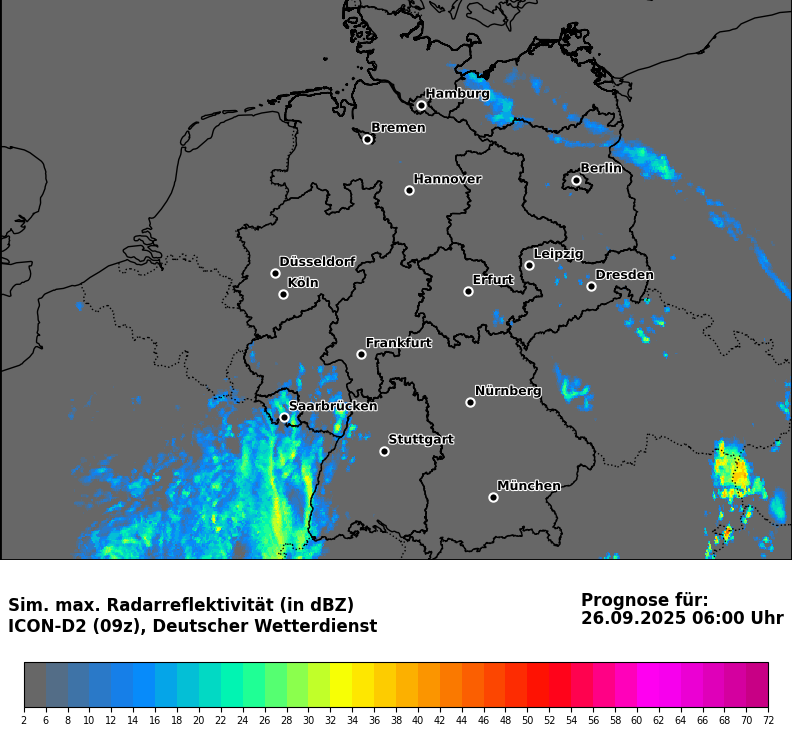 Hamburg
Bremen
Berlin
Hannover
Leipzig
Düsseldorf
Dresden
Köln
Erfurt
Frankfurt
Nürnberg
Saarbrücken
Stuttgart
München
Sim. max. Radarreflektivität (in dBZ)
ICON-D2 (09z), Deutscher Wetterdienst
Prognose für:
26.09.2025 06:00 Uhr
2 6 8 10 12 14 16 18 20 22 24 26 28 30 32 34 36 38 40 42 44 46 48 50 52 54 56 58 60 62 64 66 68 70 72